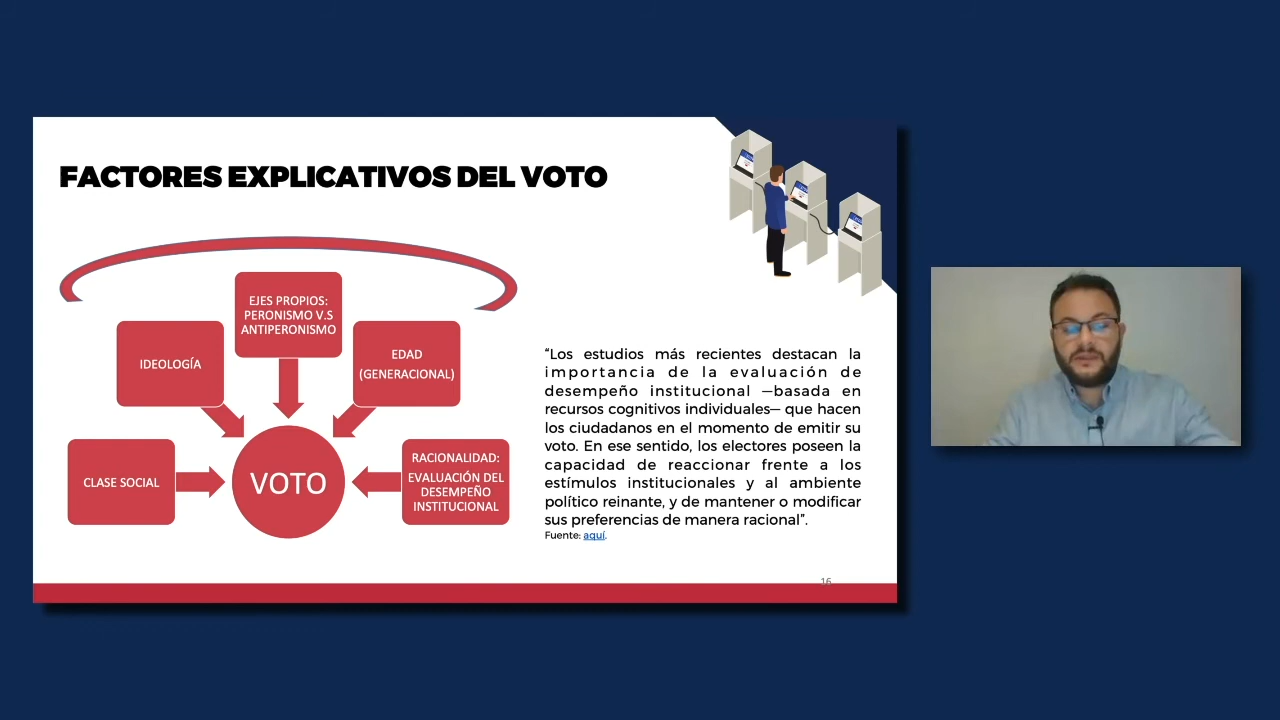 FACTORES EXPLICATIVOS DEL VOTO
EJES PROPIOS:
PERONISMO V.S
ANTIPERONISMO
IDEOLOGÍA
EDAD
(GENERACIONAL)
CLASE SOCIAL
VOTO
RACIONALIDAD:
EVALUACIÓN DEL
DESEMPEÑO
INSTITUCIONAL
“Los estudios más recientes destacan la
importancia de la evaluación de
desempeño institucional —basada en
recursos cognitivos individuales— que hacen
los ciudadanos en el momento de emitir su
voto. En ese sentido, los electores poseen la
capacidad de reaccionar frente a los
estímulos institucionales y al ambiente
político reinante, y de mantener o modificar
sus preferencias de manera racional”.
Fuente: aquí.
16